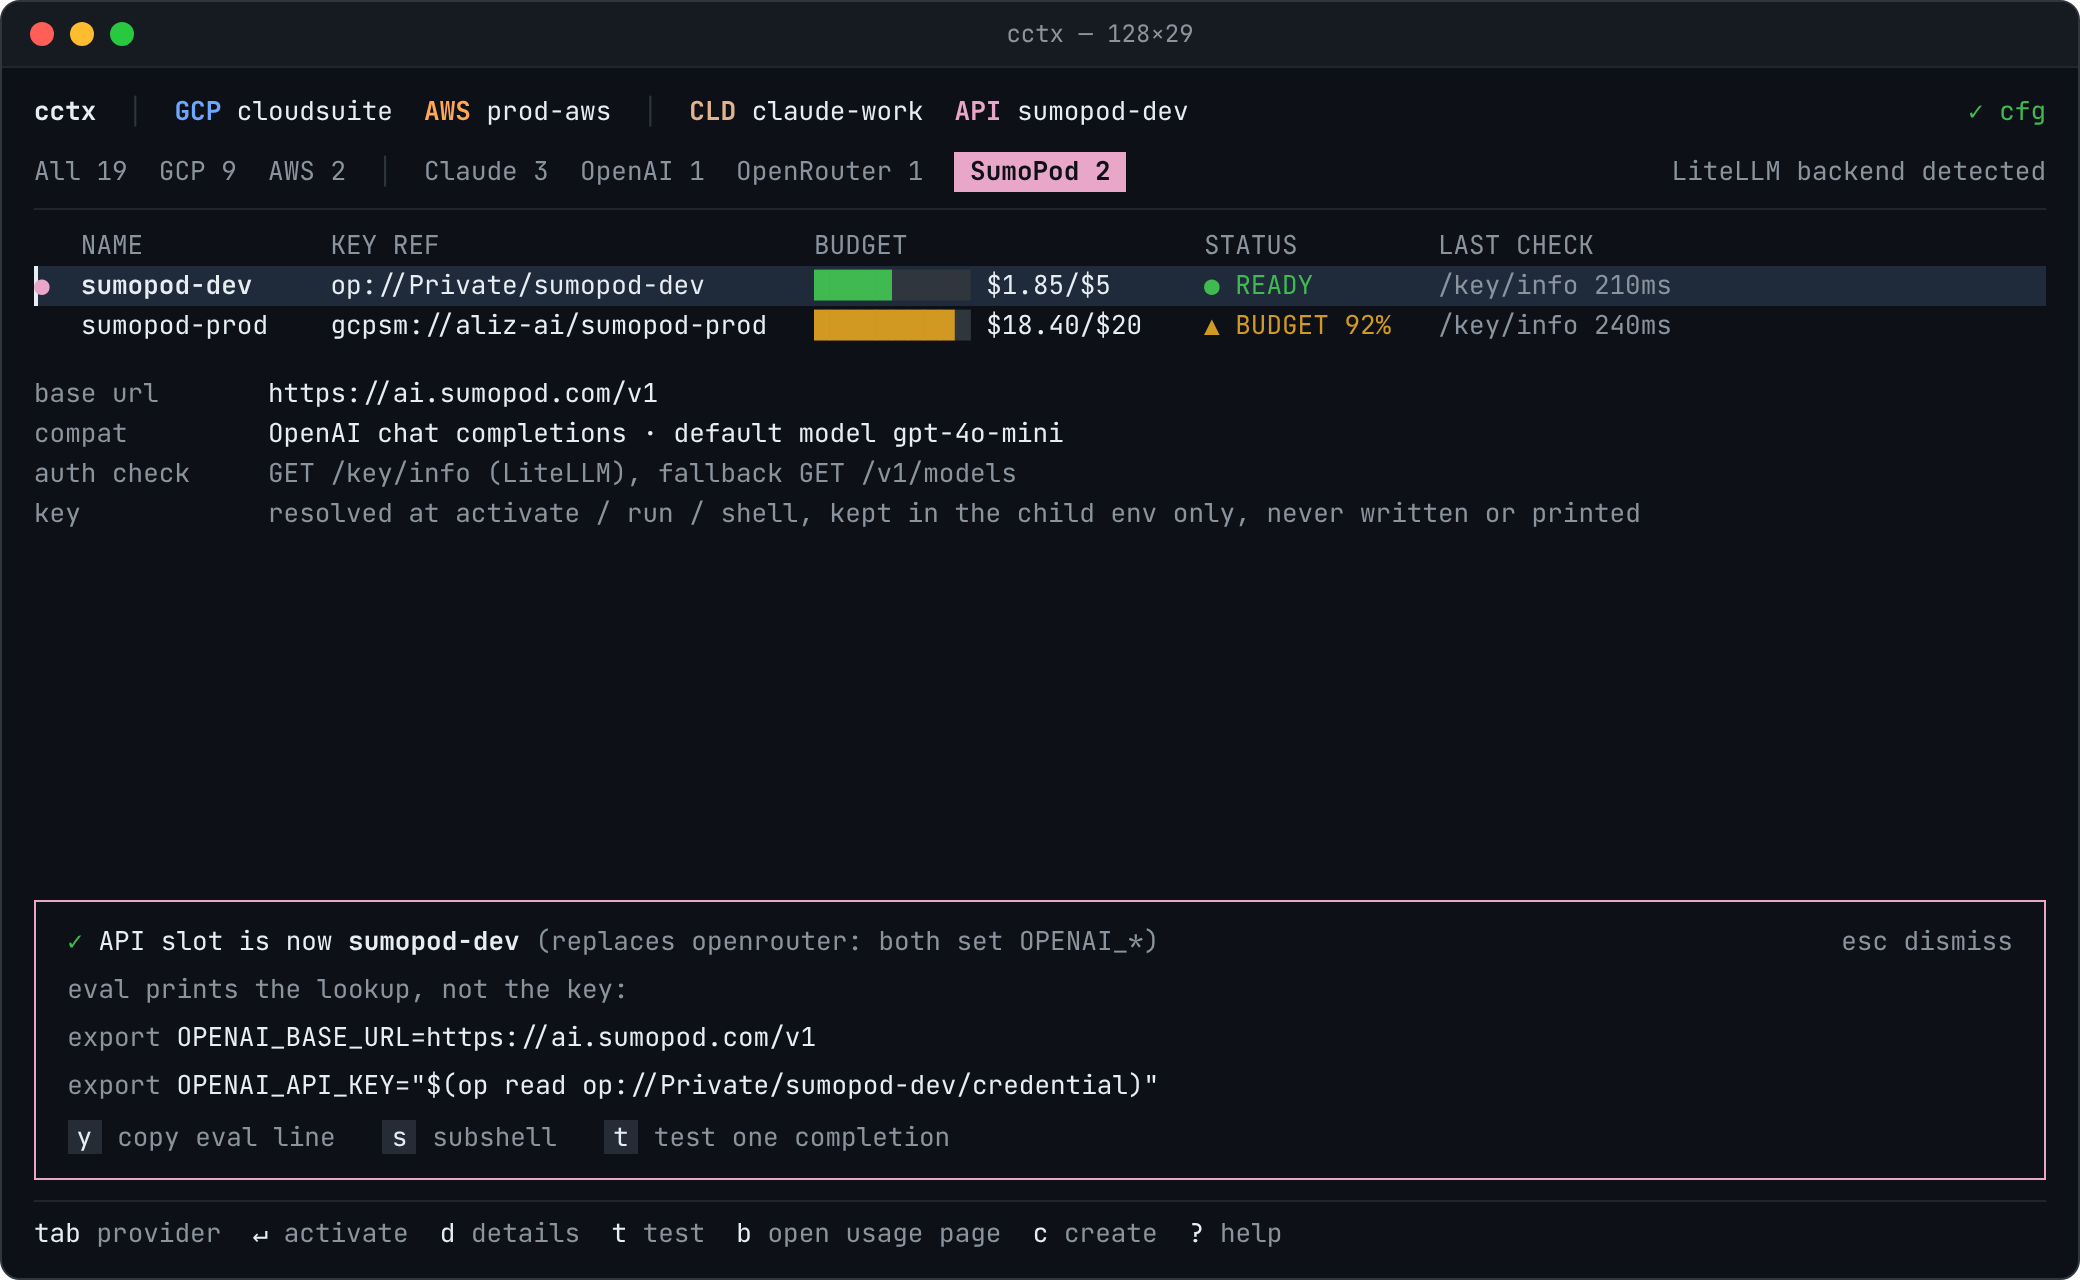 cctx — 128×29
cctx │ GCP cloudsuite AWS prod-aws │ CLD claude-work API sumopod-dev ✓ cfg
All 19 GCP 9 AWS 2 │ Claude 3 OpenAI 1 OpenRouter 1 SumoPod 2 LiteLLM backend detected
NAME KEY REF BUDGET STATUS LAST CHECK
● sumopod-dev op://Private/sumopod-dev $1.85/$5 ● READY /key/info 210ms
sumopod-prod gcpsm://aliz-ai/sumopod-prod $18.40/$20 ▲ BUDGET 92% /key/info 240ms
base url https://ai.sumopod.com/v1
compat OpenAI chat completions · default model gpt-4o-mini
auth check GET /key/info (LiteLLM), fallback GET /v1/models
key resolved at activate / run / shell, kept in the child env only, never written or printed
✓ API slot is now sumopod-dev (replaces openrouter: both set OPENAI_*) esc dismiss
eval prints the lookup, not the key:
export OPENAI_BASE_URL=https://ai.sumopod.com/v1
export OPENAI_API_KEY="$(op read op://Private/sumopod-dev/credential)"
y copy eval line s subshell t test one completion
tab provider ↵ activate d details t test b open usage page c create ? help